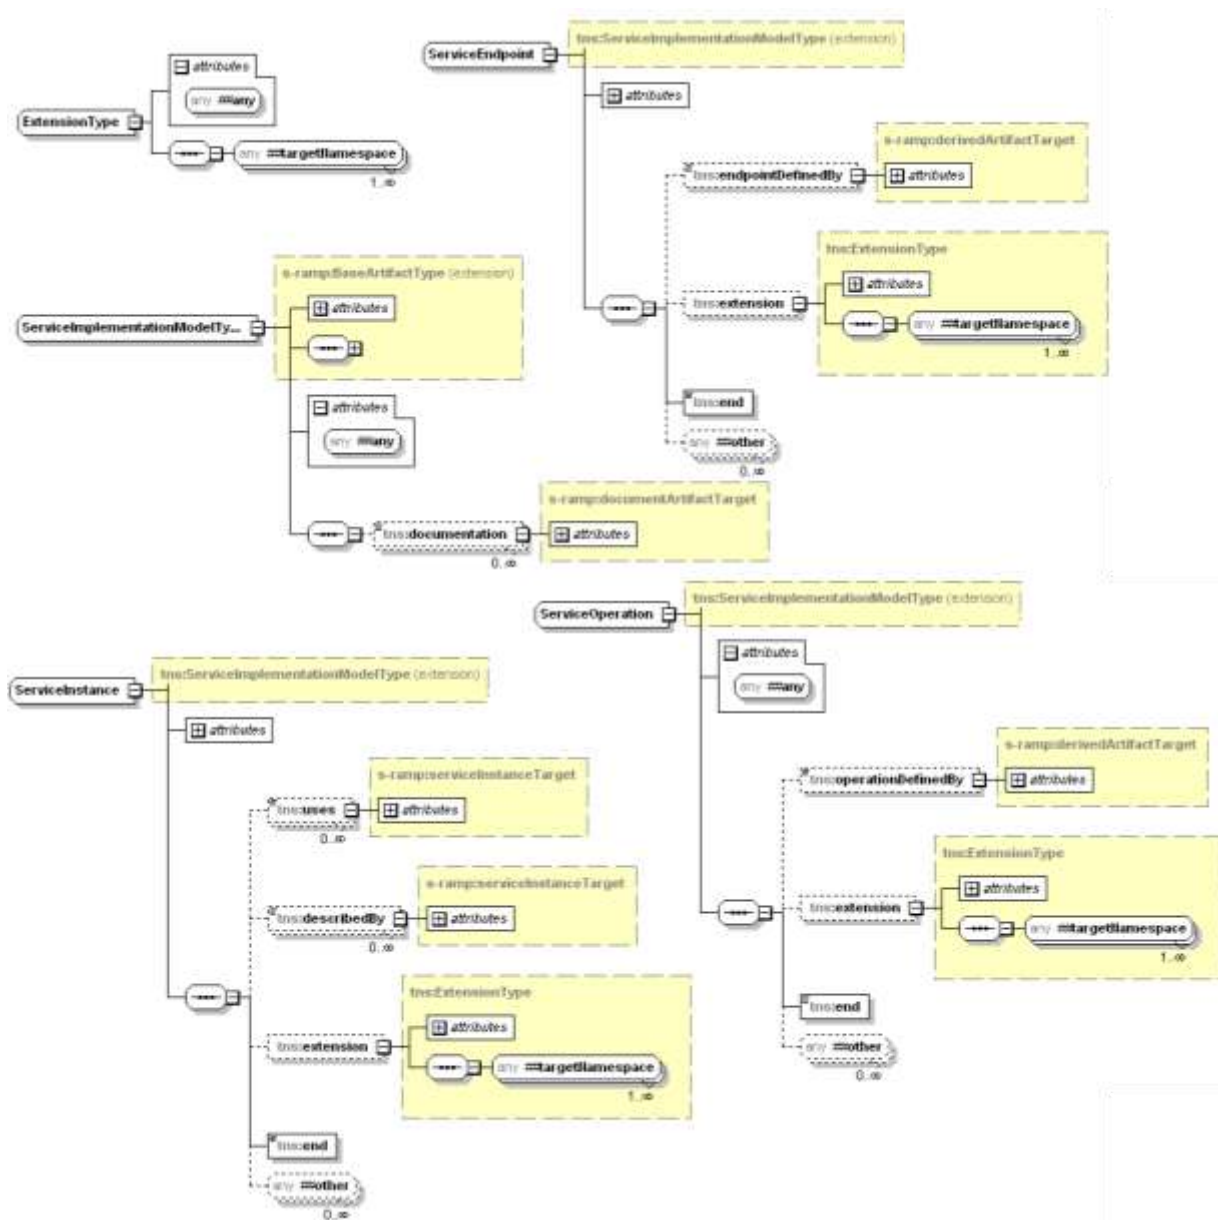 ExtensionType
attributes
any ##any
any ##targetNamespace
1..∞
ServiceEndpoint
tns:ServiceImplementationModelType (extension)
attributes
s-ramp:derivedArtifactTarget
tns:endpointDefinedBy
attributes
tns:ExtensionType
attributes
tns:extension
any ##targetNamespace
1..∞
tns:end
any ##other
0..∞
s-ramp:BaseArtifactType (extension)
attributes
ServiceImplementationModelTy...
attributes
any ##any
s-ramp:documentArtifactTarget
tns:documentation
attributes
0..∞
tns:ServiceImplementationModelType (extension)
ServiceOperation
attributes
any ##any
s-ramp:derivedArtifactTarget
tns:operationDefinedBy
attributes
tns:ExtensionType
attributes
tns:extension
any ##targetNamespace
1..∞
tns:end
any ##other
0..∞
tns:ServiceImplementationModelType (extension)
ServiceInstance
attributes
s-ramp:serviceInstanceTarget
tns:uses
attributes
0..∞
s-ramp:serviceInstanceTarget
tns:describedBy
attributes
0..∞
tns:ExtensionType
attributes
tns:extension
any ##targetNamespace
1..∞
tns:end
any ##other
0..∞